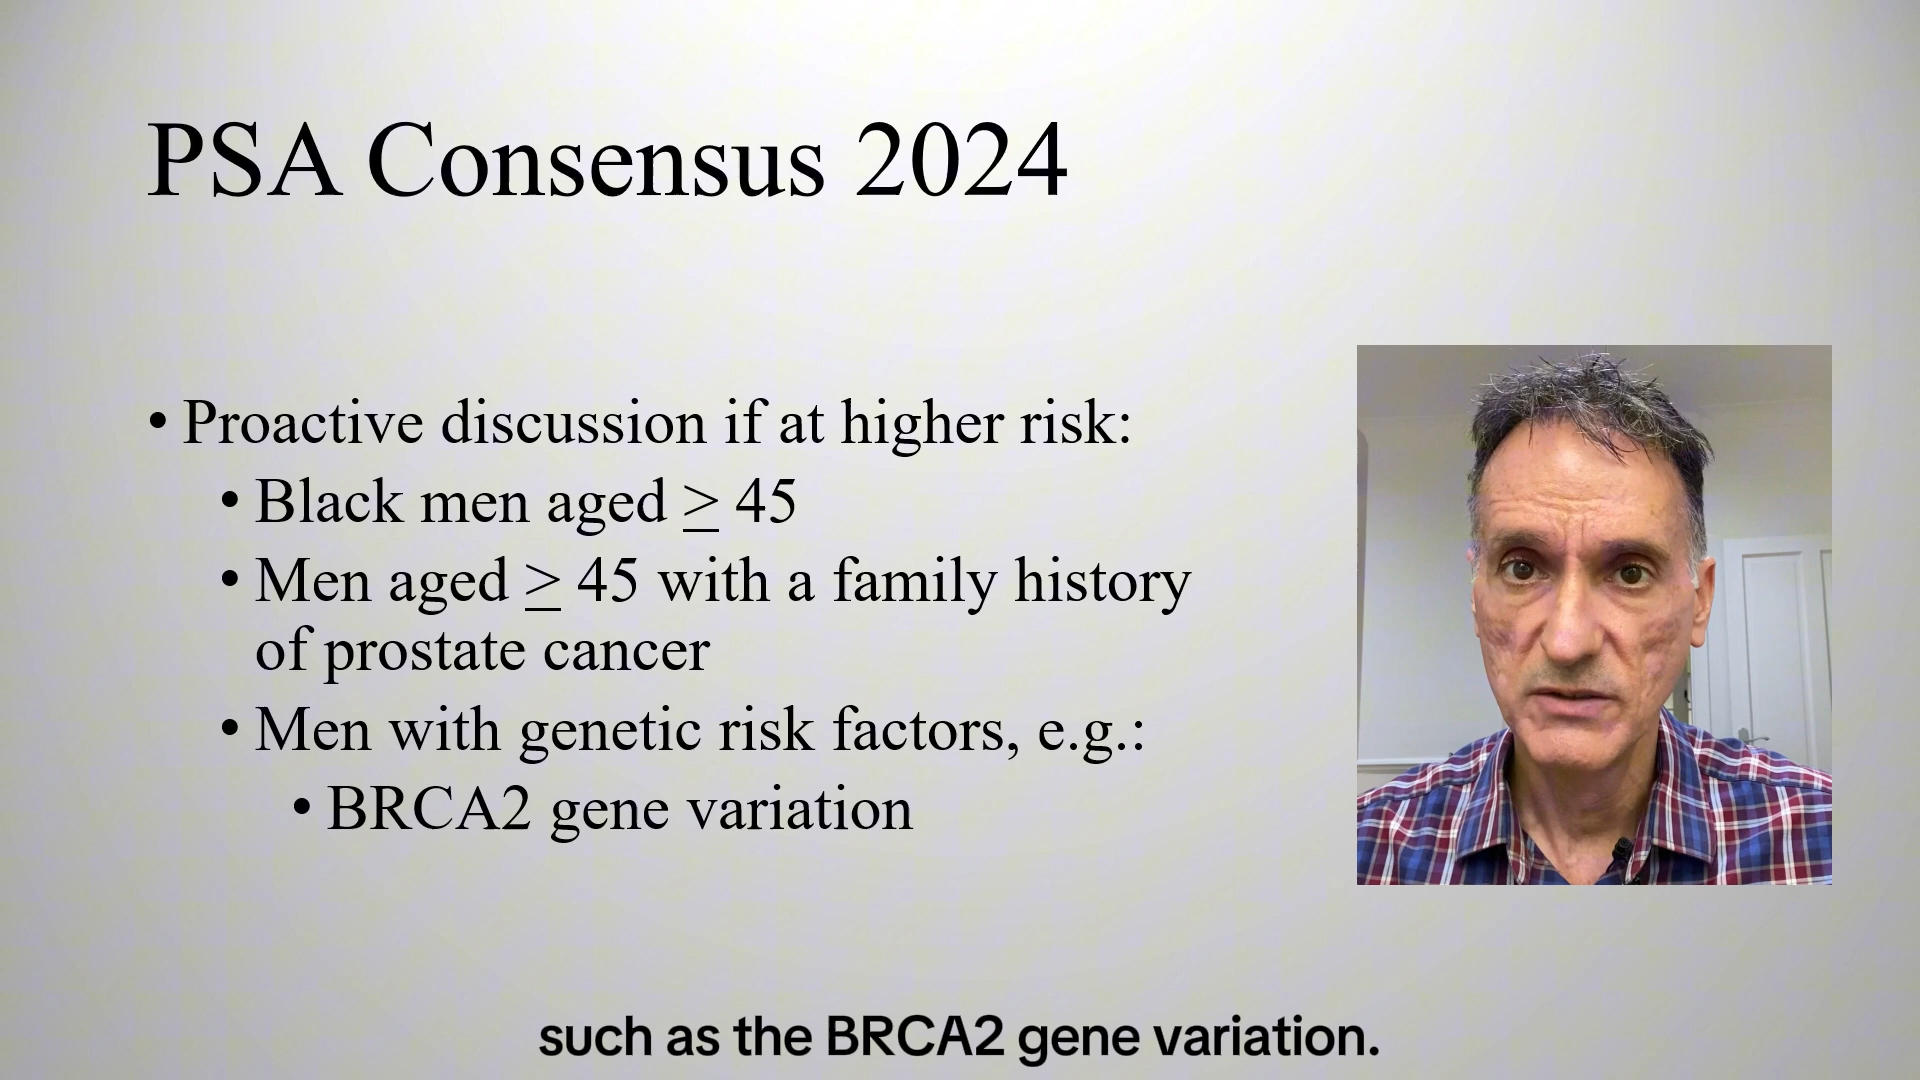 PSA Consensus 2024
• Proactive discussion if at higher risk:
• Black men aged ≥ 45
• Men aged ≥ 45 with a family history
of prostate cancer
• Men with genetic risk factors, e.g.:
• BRCA2 gene variation
such as the BRCA2 gene variation.